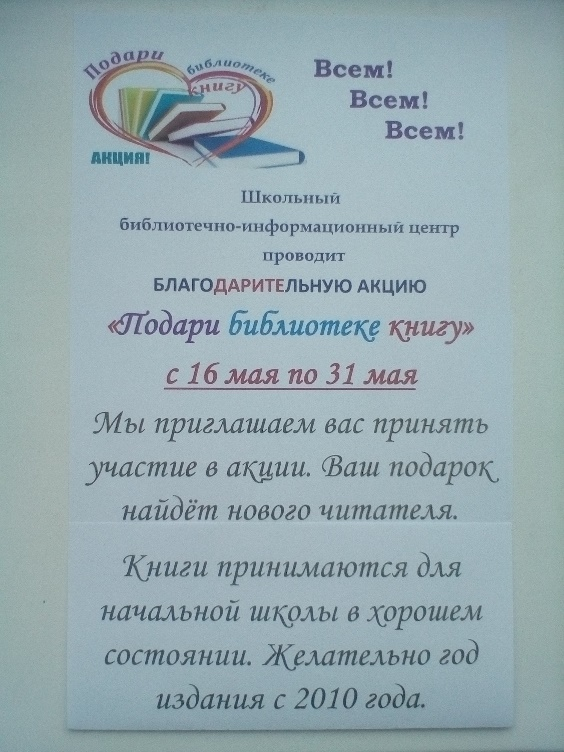 Подари
библиотеке
книгу
АКЦИЯ!
Всем!
Всем!
Всем!
Школьный
библиотечно-информационный центр
проводит
БЛАГОДАРИТЕЛЬНУЮ АКЦИЮ
«Подари библиотеке книгу»
с 16 мая по 31 мая
Мы приглашаем вас принять
участие в акции. Ваш подарок
найдёт нового читателя.
Книги принимаются для
начальной школы в хорошем
состоянии. Желательно год
издания с 2010 года.